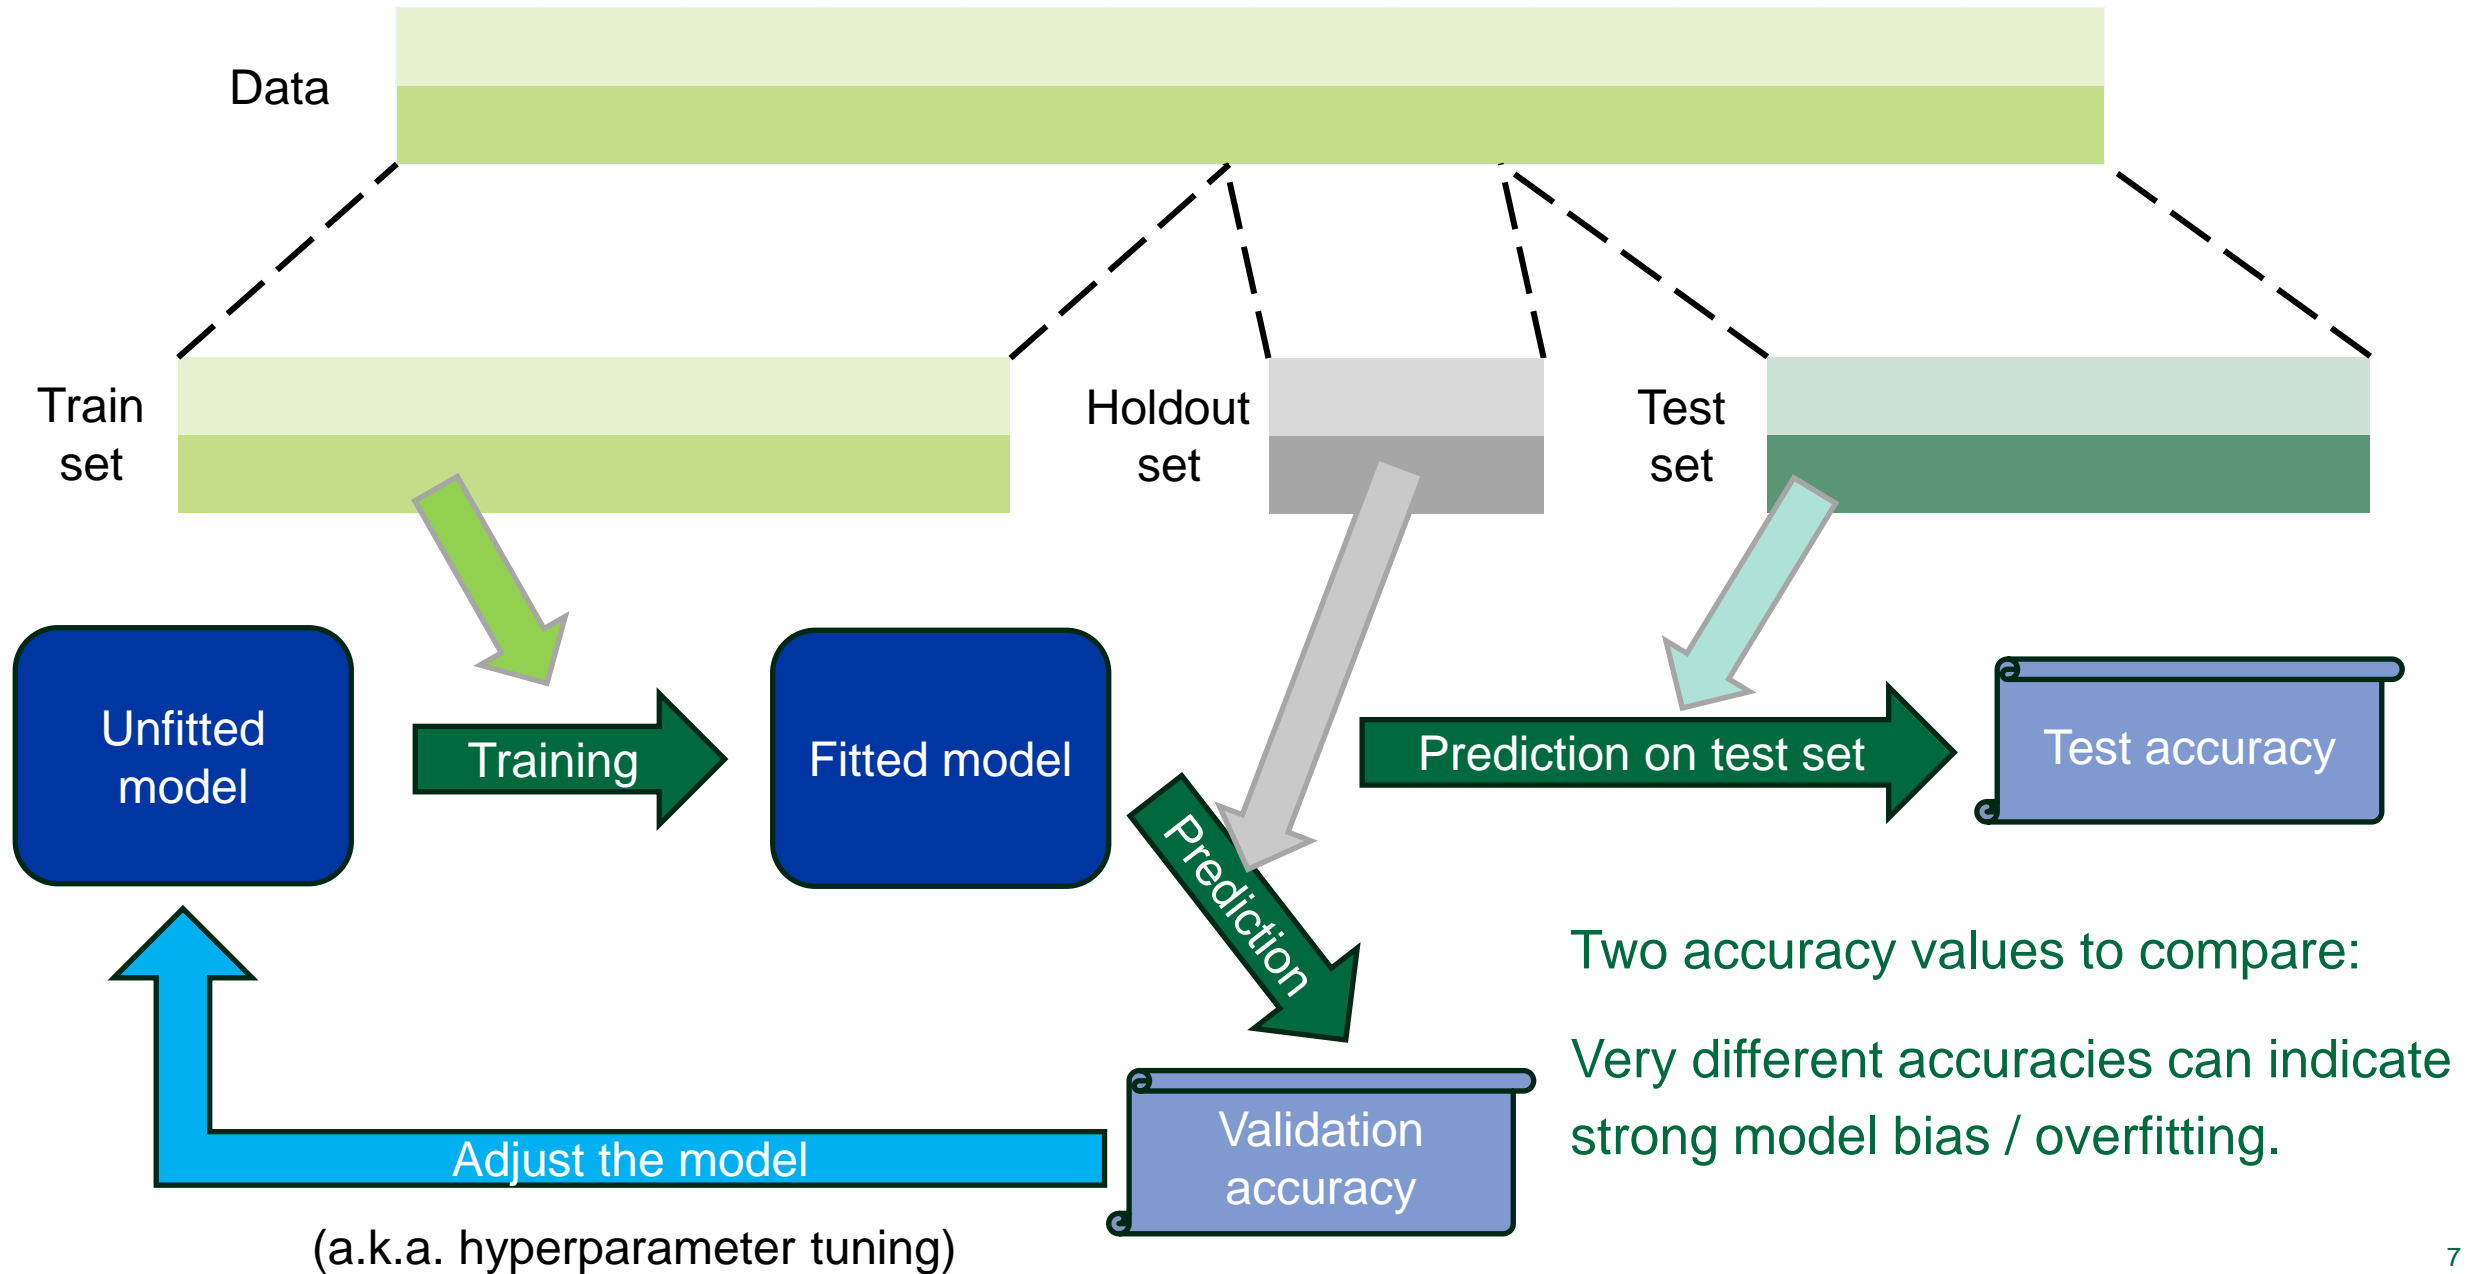 Data
Train
set
Holdout
set
Test
set
Unfitted
model
Training
Fitted model
Prediction on test set
Test accuracy
Prediction
Two accuracy values to compare:
Very different accuracies can indicate
strong model bias / overfitting.
Validation
accuracy
Adjust the model
(a.k.a. hyperparameter tuning)
7